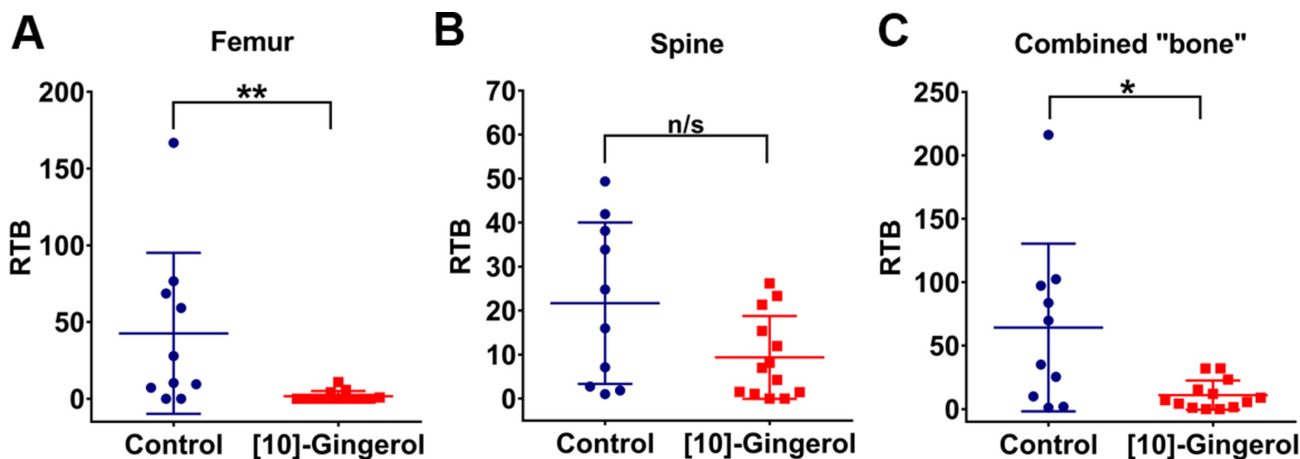 A
Femur
**
200
150
100
50
0
RTB
Control
[10]-Gingerol
B
Spine
n/s
70
60
50
40
30
20
10
0
RTB
Control
[10]-Gingerol
C
Combined "bone"
*
250
200
150
100
50
0
RTB
Control
[10]-Gingerol